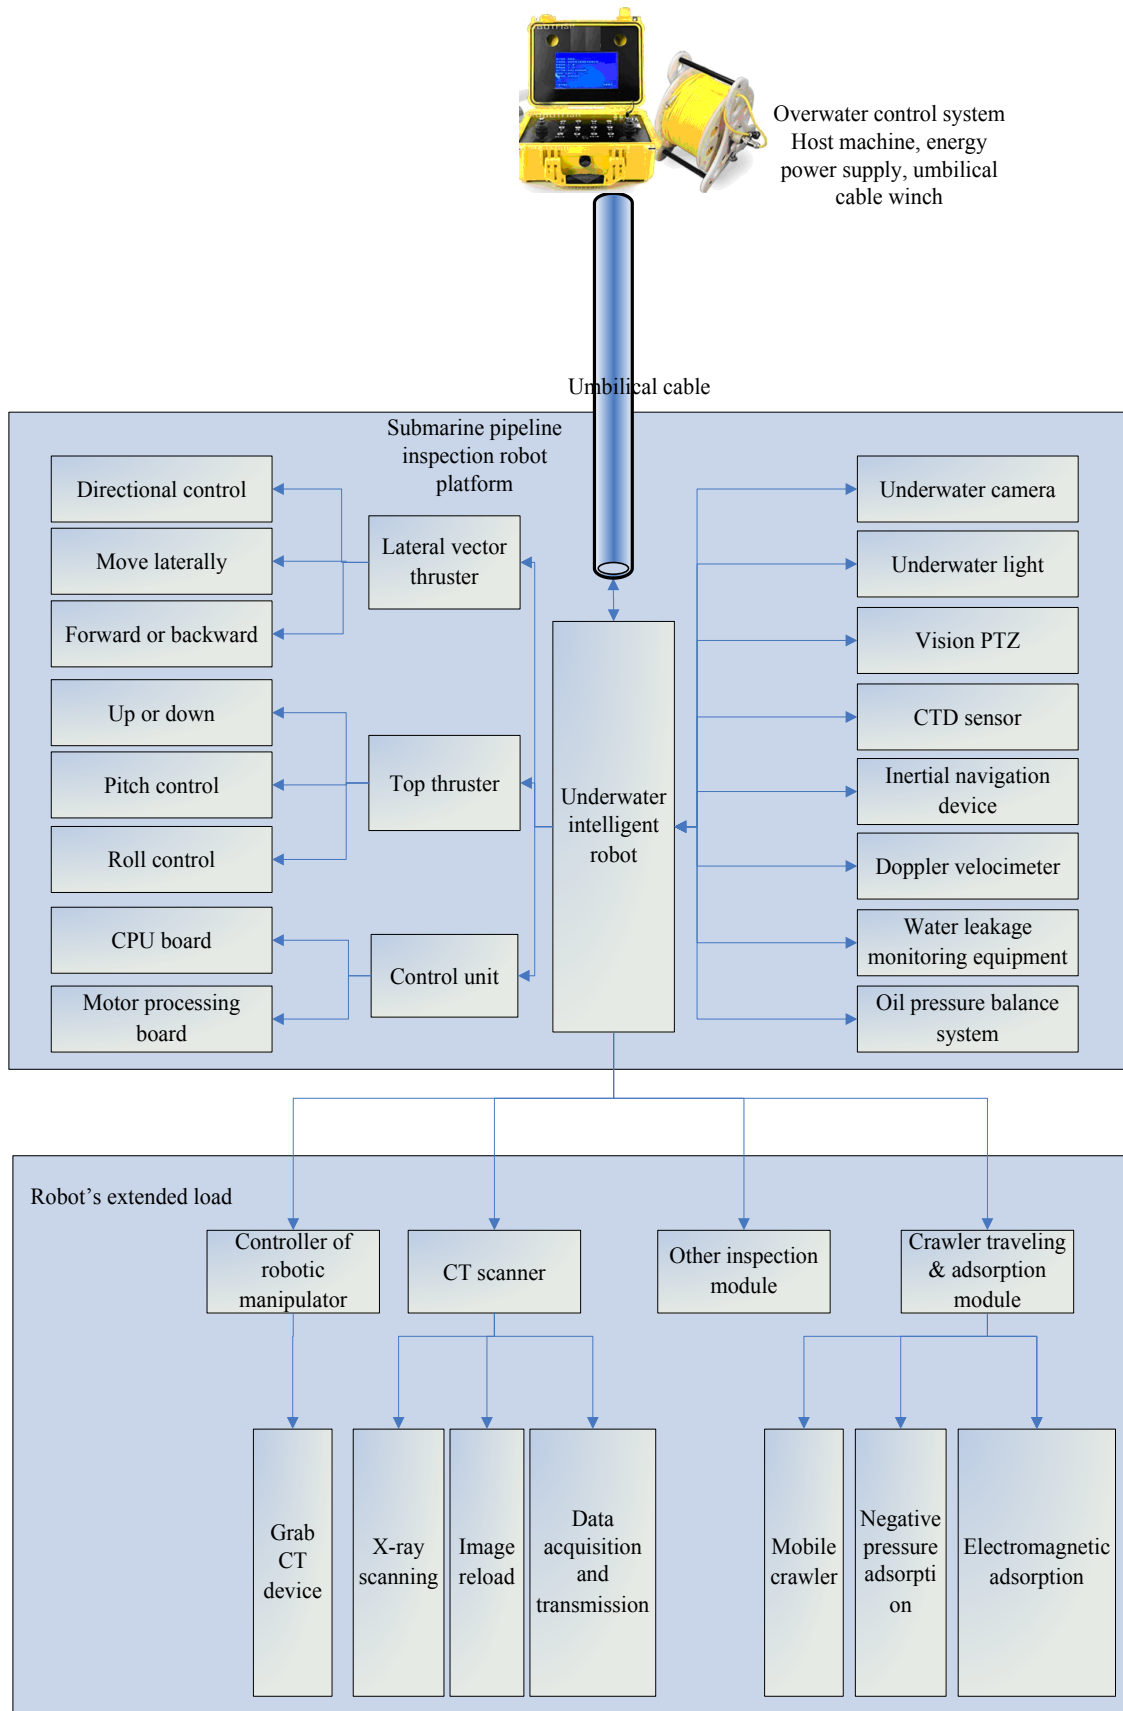 Overwater control system
Host machine, energy
power supply, umbilical
cable winch
Umbilical cable
Submarine pipeline
inspection robot
platform
Directional control
Move laterally
Forward or backward
Up or down
Pitch control
Roll control
CPU board
Motor processing
board
Lateral vector
thruster
Top thruster
Control unit
Underwater
intelligent
robot
Underwater camera
Underwater light
Vision PTZ
CTD sensor
Inertial navigation
device
Doppler velocimeter
Water leakage
monitoring equipment
Oil pressure balance
system
Robot’s extended load
Controller of
robotic
manipulator
CT scanner
Other inspection
module
Crawler traveling
& adsorption
module
Grab
CT
device
X-ray
scanning
Image
reload
Data
acquisition
and
transmission
Mobile
crawler
Negative
pressure
adsorpti
on
Electromagnetic
adsorption